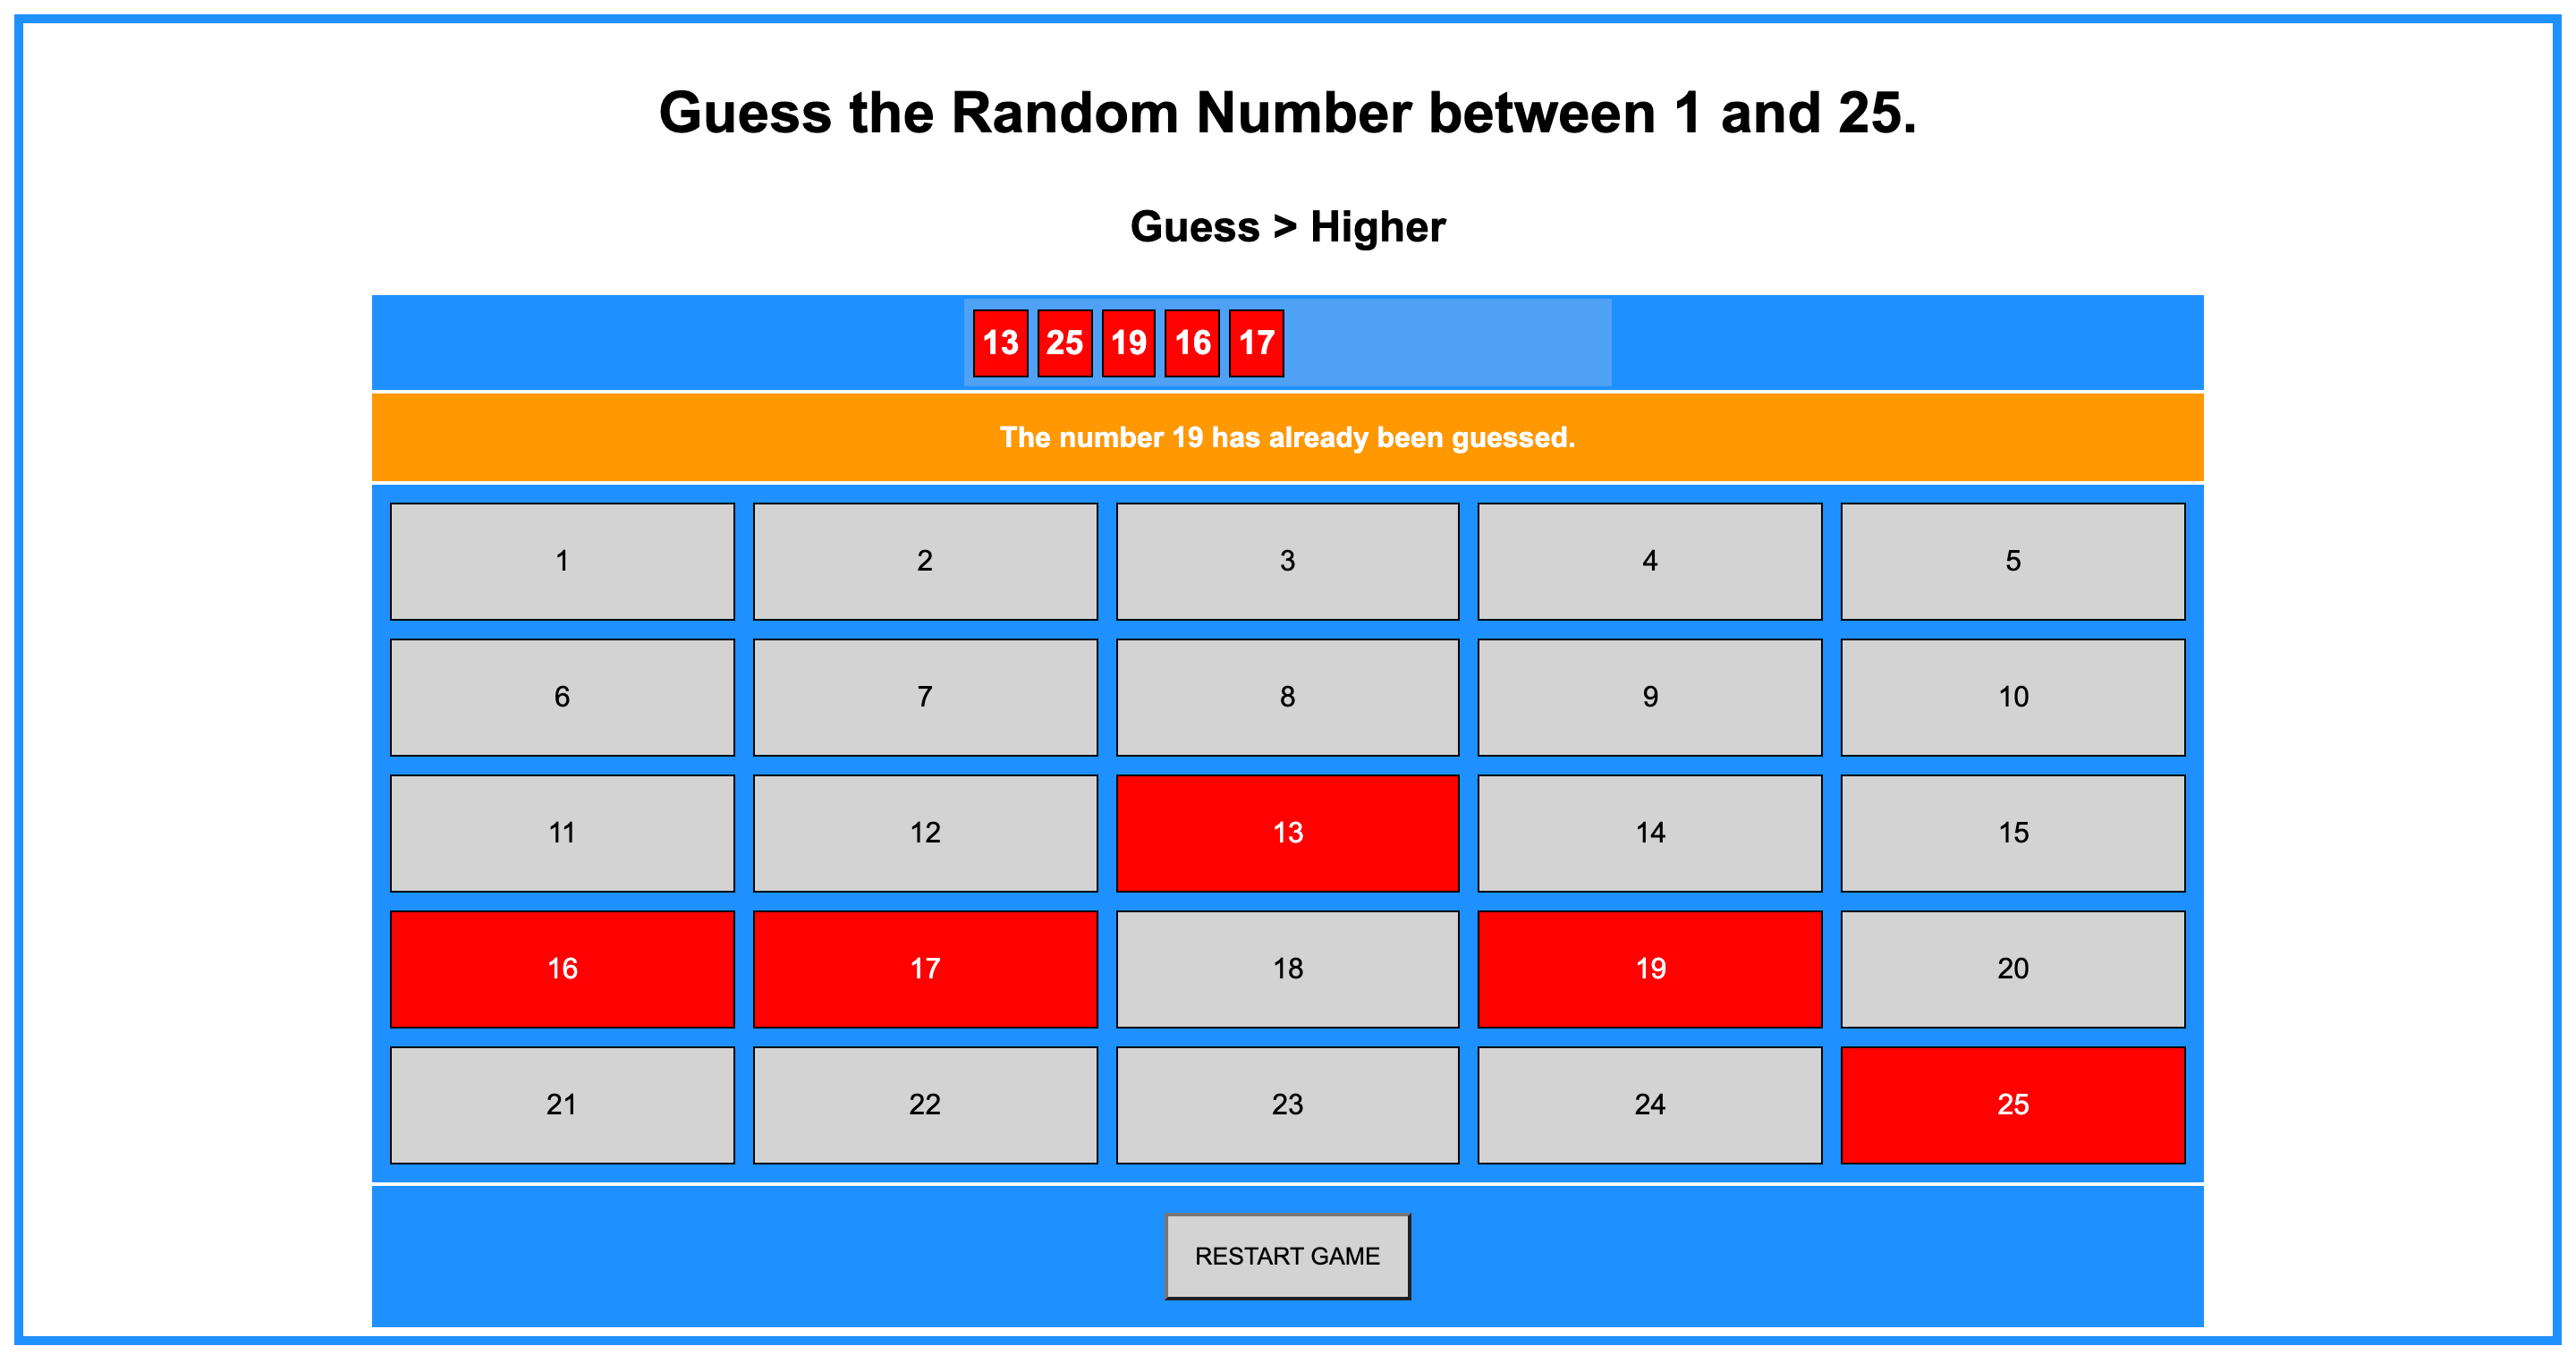 Guess the Random Number between 1 and 25.
Guess > Higher
13 25 19 16 17
The number 19 has already been guessed.
1 2 3 4 5
6 7 8 9 10
11 12 13 14 15
16 17 18 19 20
21 22 23 24 25
RESTART GAME